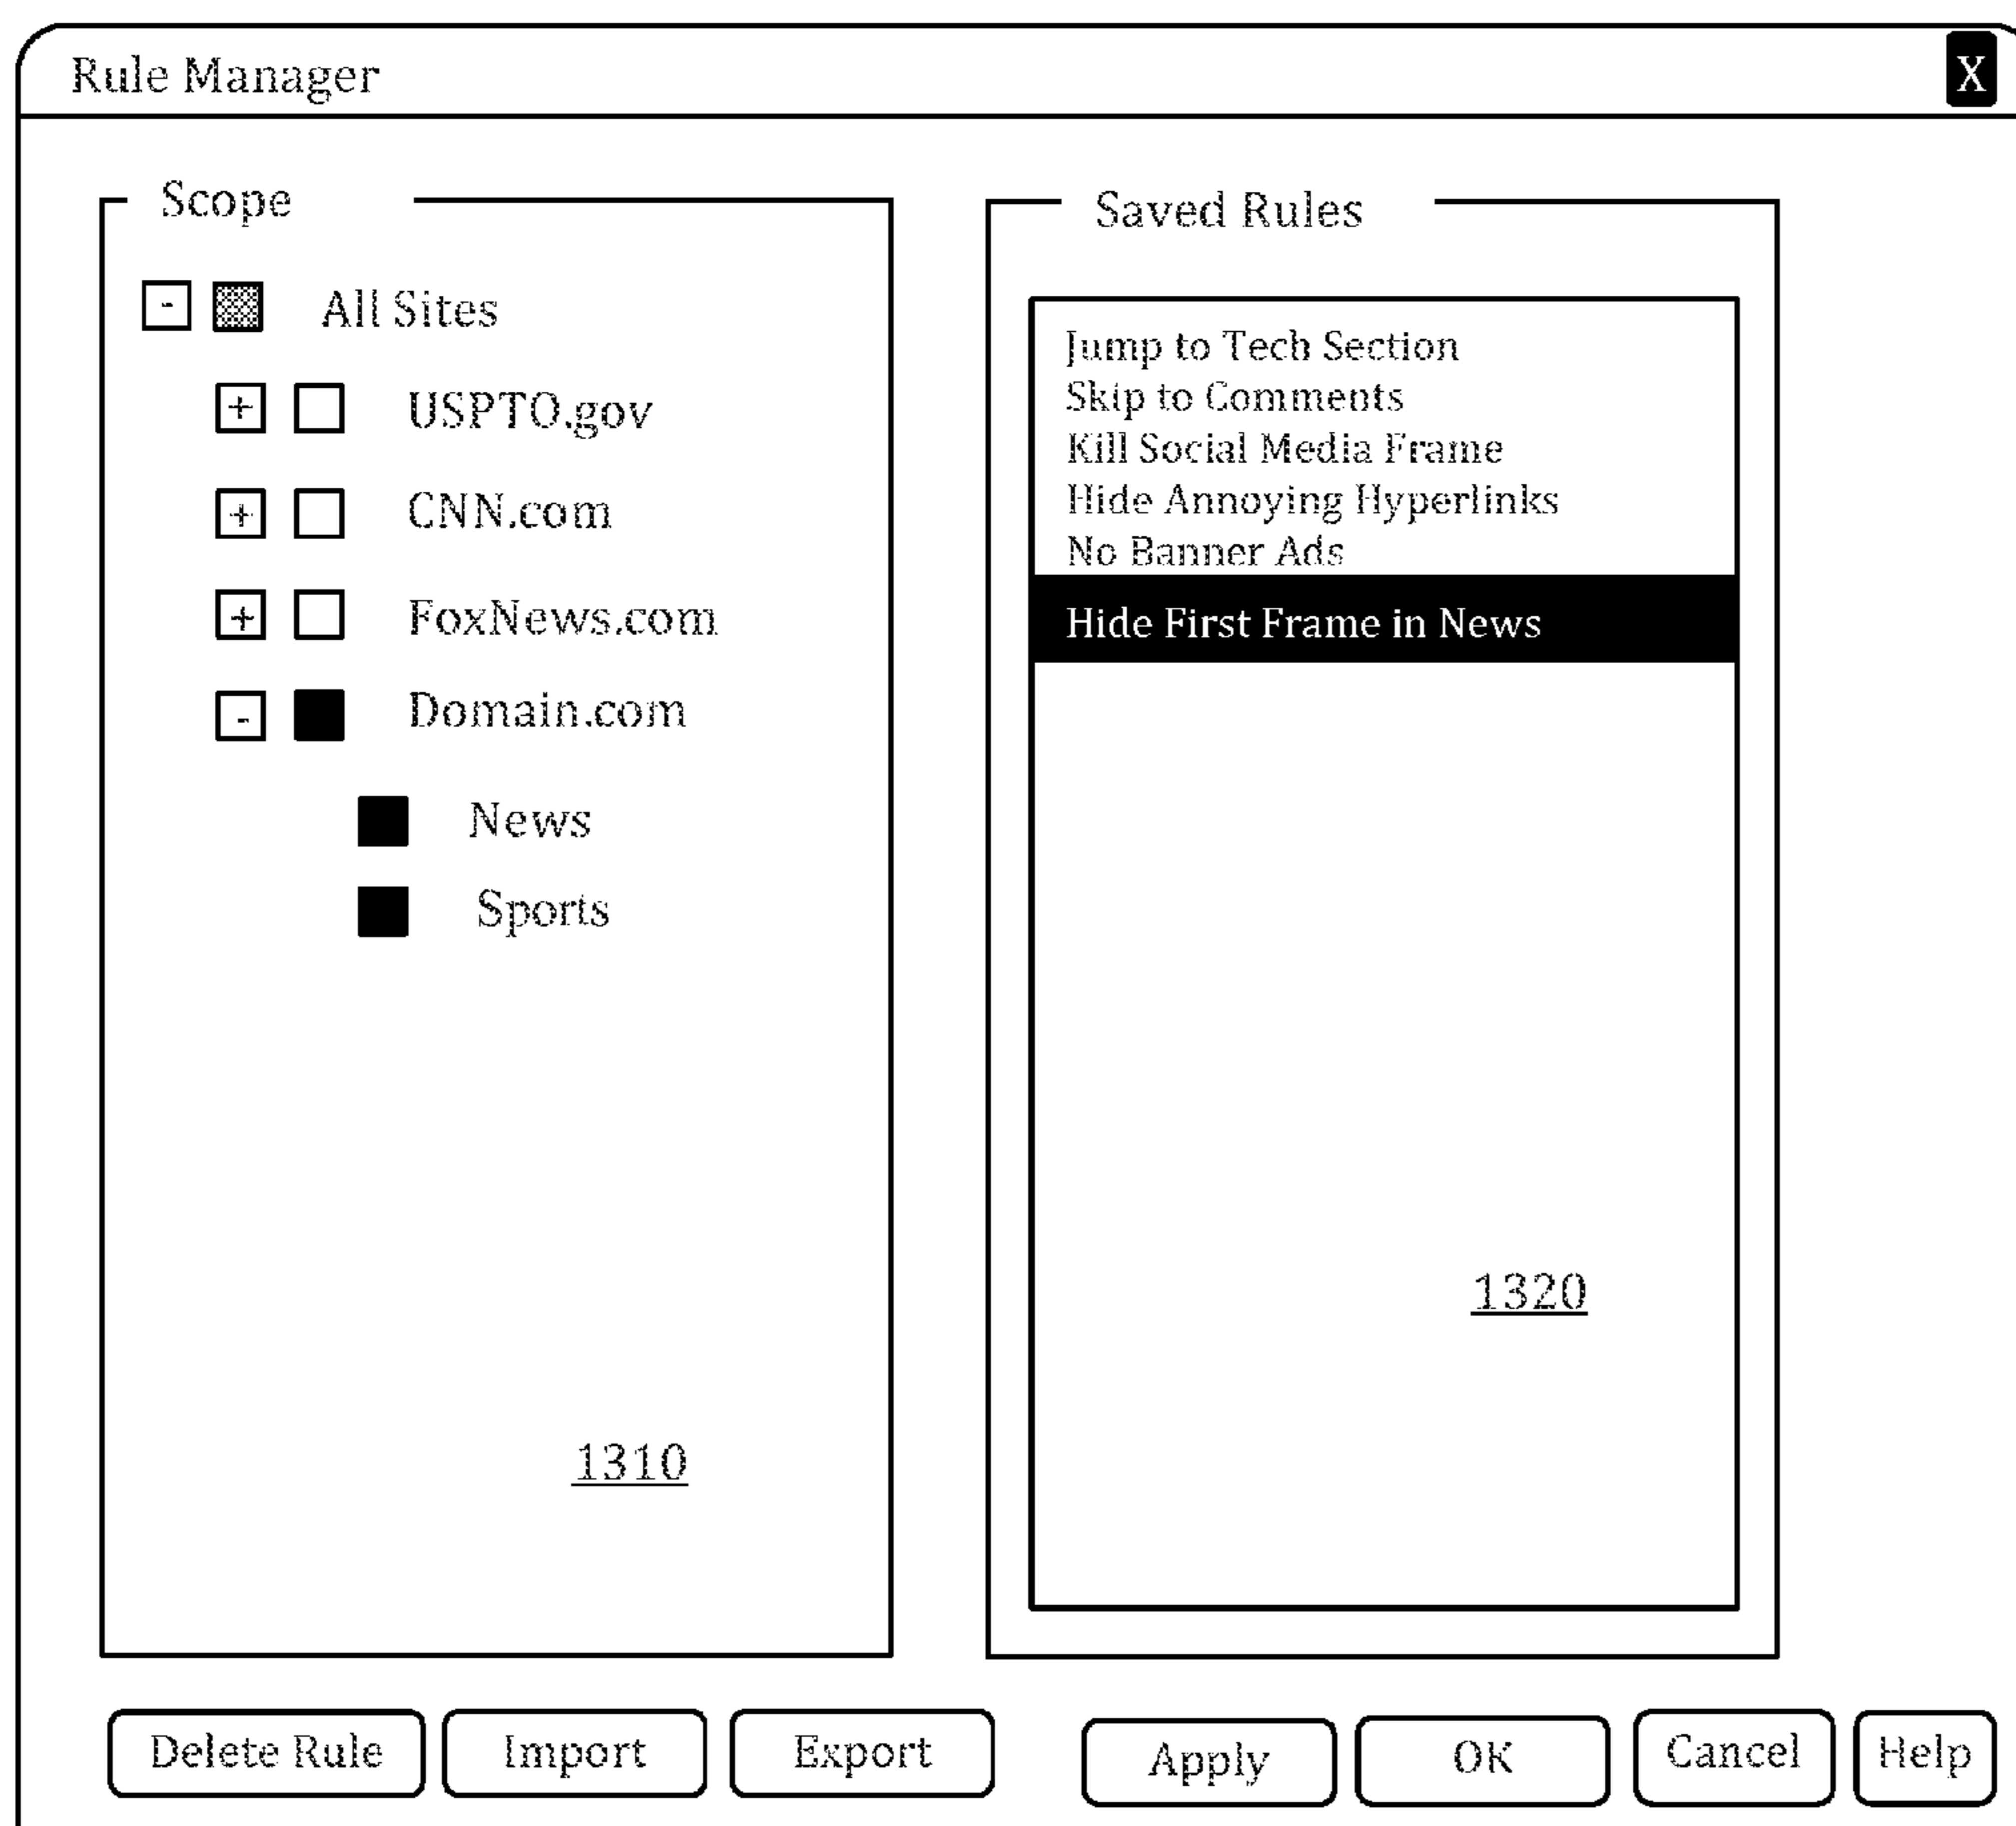 Rule Manager
X
Scope
- All Sites
+ USPTO.gov
+ CNN.com
+ FoxNews.com
- Domain.com
News
Sports
1310
Saved Rules
Jump to Tech Section
Skip to Comments
Kill Social Media Frame
Hide Annoying Hyperlinks
No Banner Ads
Hide First Frame in News
1320
Delete Rule
Import
Export
Apply
OK
Cancel
Help